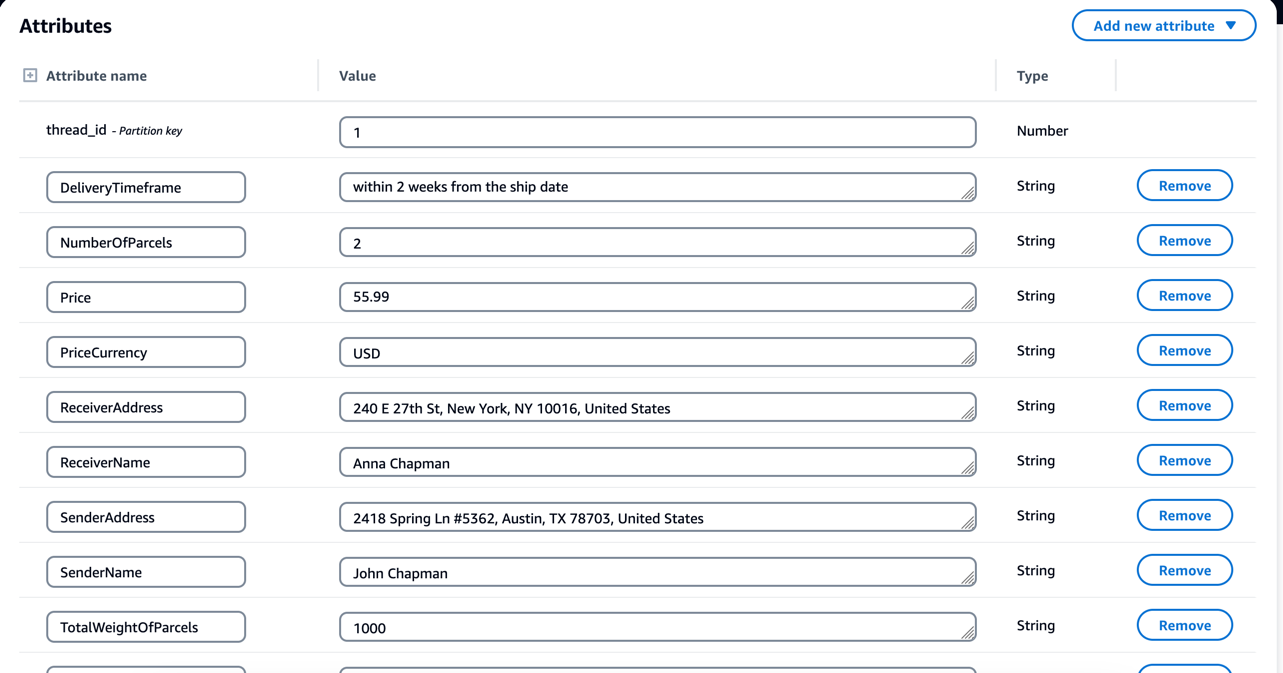 Attributes
Add new attribute
Attribute name Value Type
thread_id - Partition key 1 Number
DeliveryTimeframe within 2 weeks from the ship date String Remove
NumberOfParcels 2 String Remove
Price 55.99 String Remove
PriceCurrency USD String Remove
ReceiverAddress 240 E 27th St, New York, NY 10016, United States String Remove
ReceiverName Anna Chapman String Remove
SenderAddress 2418 Spring Ln #5362, Austin, TX 78703, United States String Remove
SenderName John Chapman String Remove
TotalWeightOfParcels 1000 String Remove